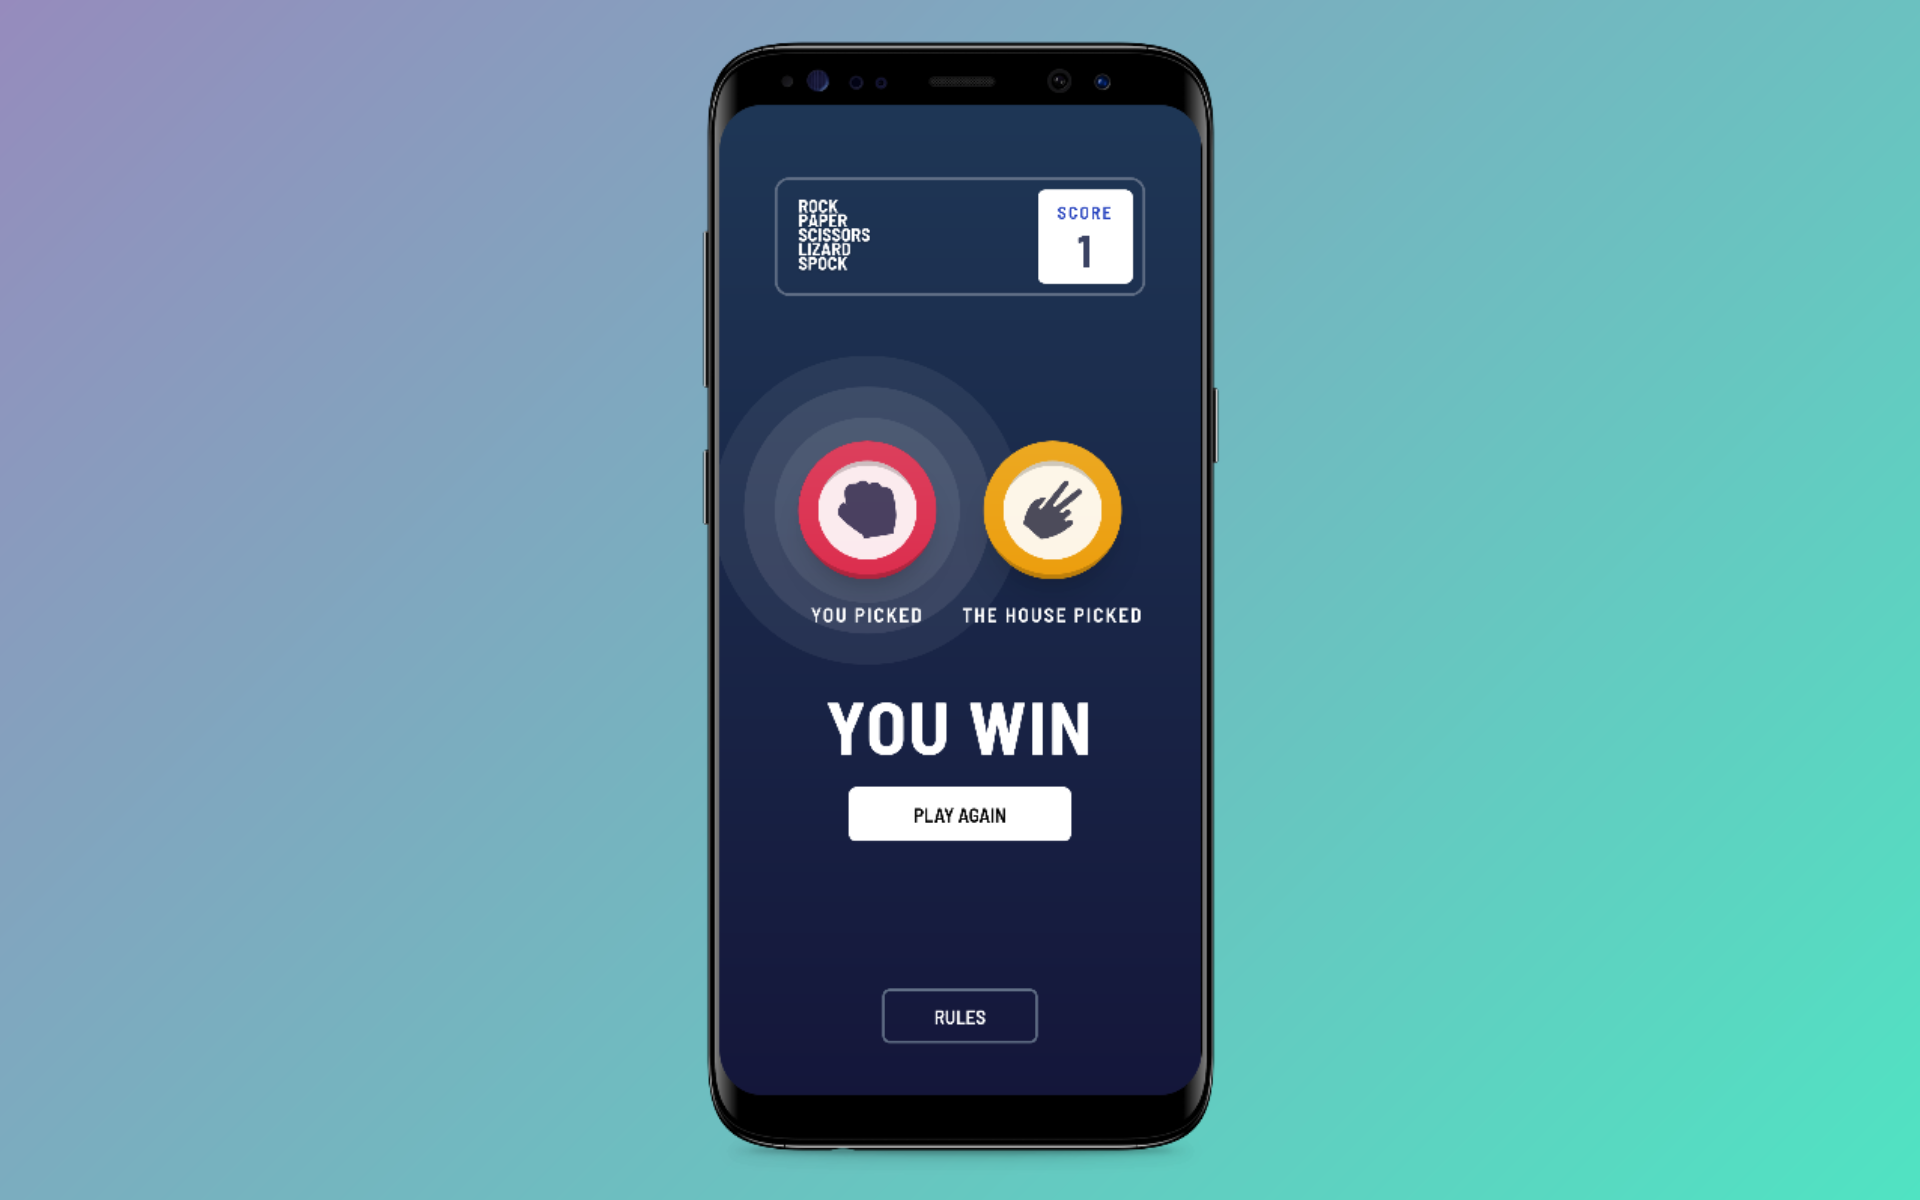 ROCK
PAPER
SCISSORS
LIZARD
SPOCK
SCORE
1
YOU PICKED
THE HOUSE PICKED
YOU WIN
PLAY AGAIN
RULES